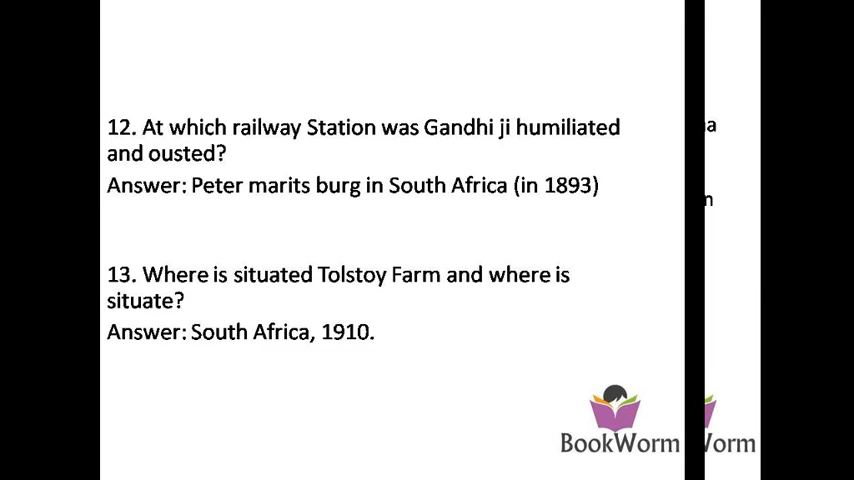 12. At which railway Station was Gandhi ji humiliated
and ousted?
Answer: Peter marits burg in South Africa (in 1893)
13. Where is situated Tolstoy Farm and where is
situate?
Answer: South Africa, 1910.
BookWorm